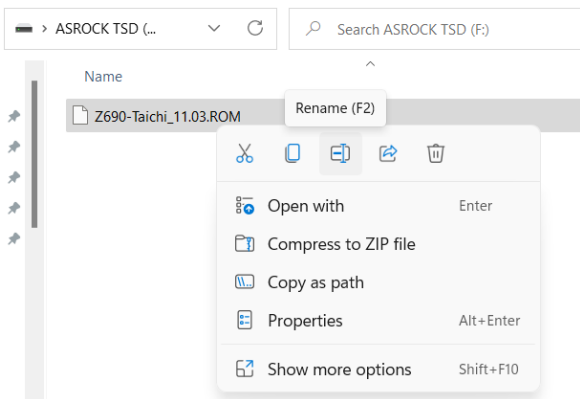 ASROCK TSD (...
Search ASROCK TSD (F:)
Name
Rename (F2)
Z690-Taichi_11.03.ROM
Open with Enter
Compress to ZIP file
Copy as path
Properties Alt+Enter
Show more options Shift+F10